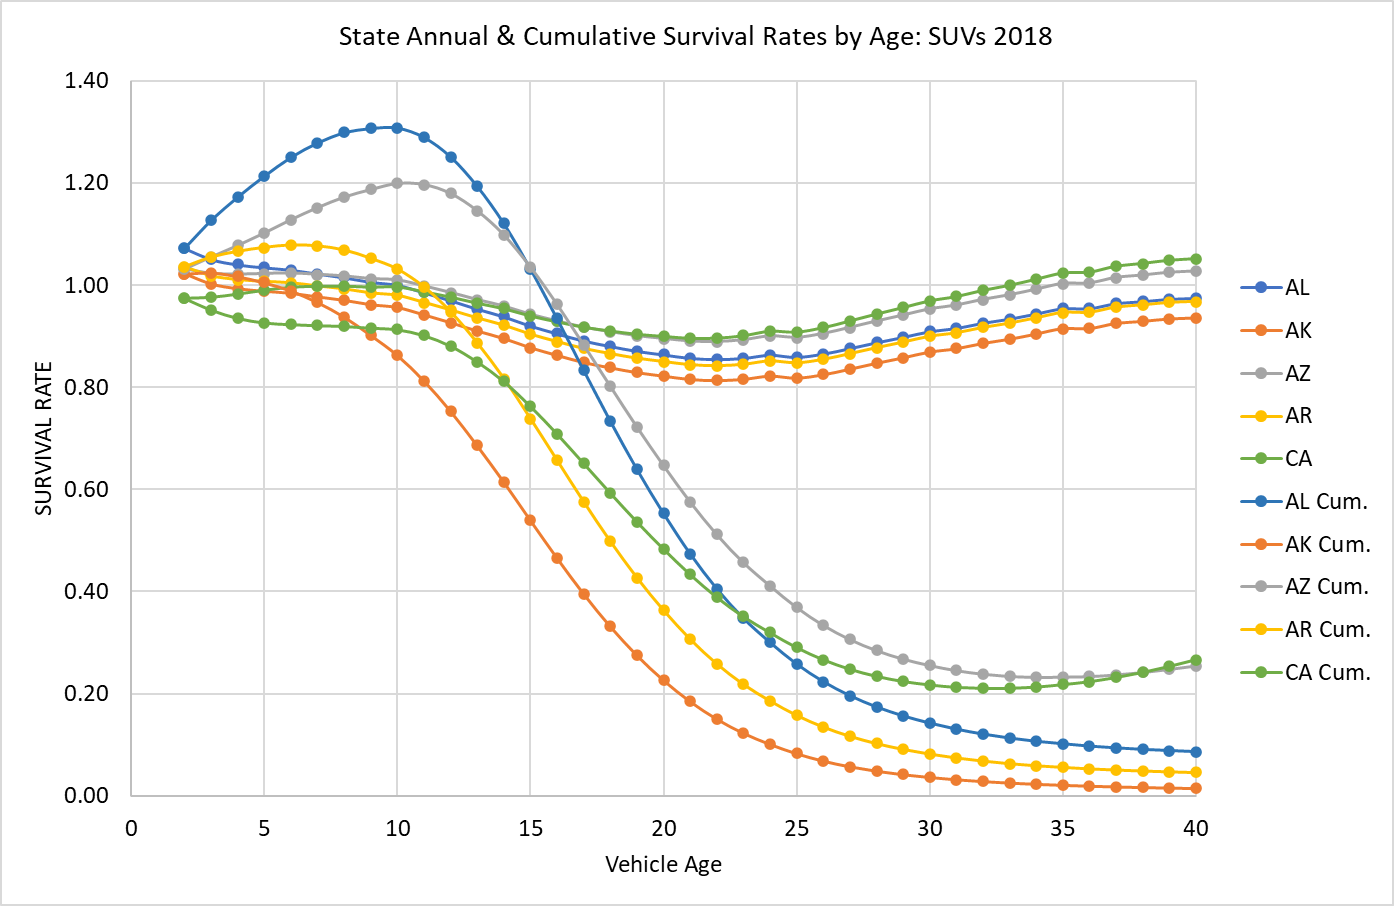 State Annual & Cumulative Survival Rates by Age: SUVs 2018
1.40
1.20
1.00
0.80
0.60
0.40
0.20
0.00
SURVIVAL RATE
0 5 10 15 20 25 30 35 40
Vehicle Age
AL
AK
AZ
AR
CA
AL Cum.
AK Cum.
AZ Cum.
AR Cum.
CA Cum.